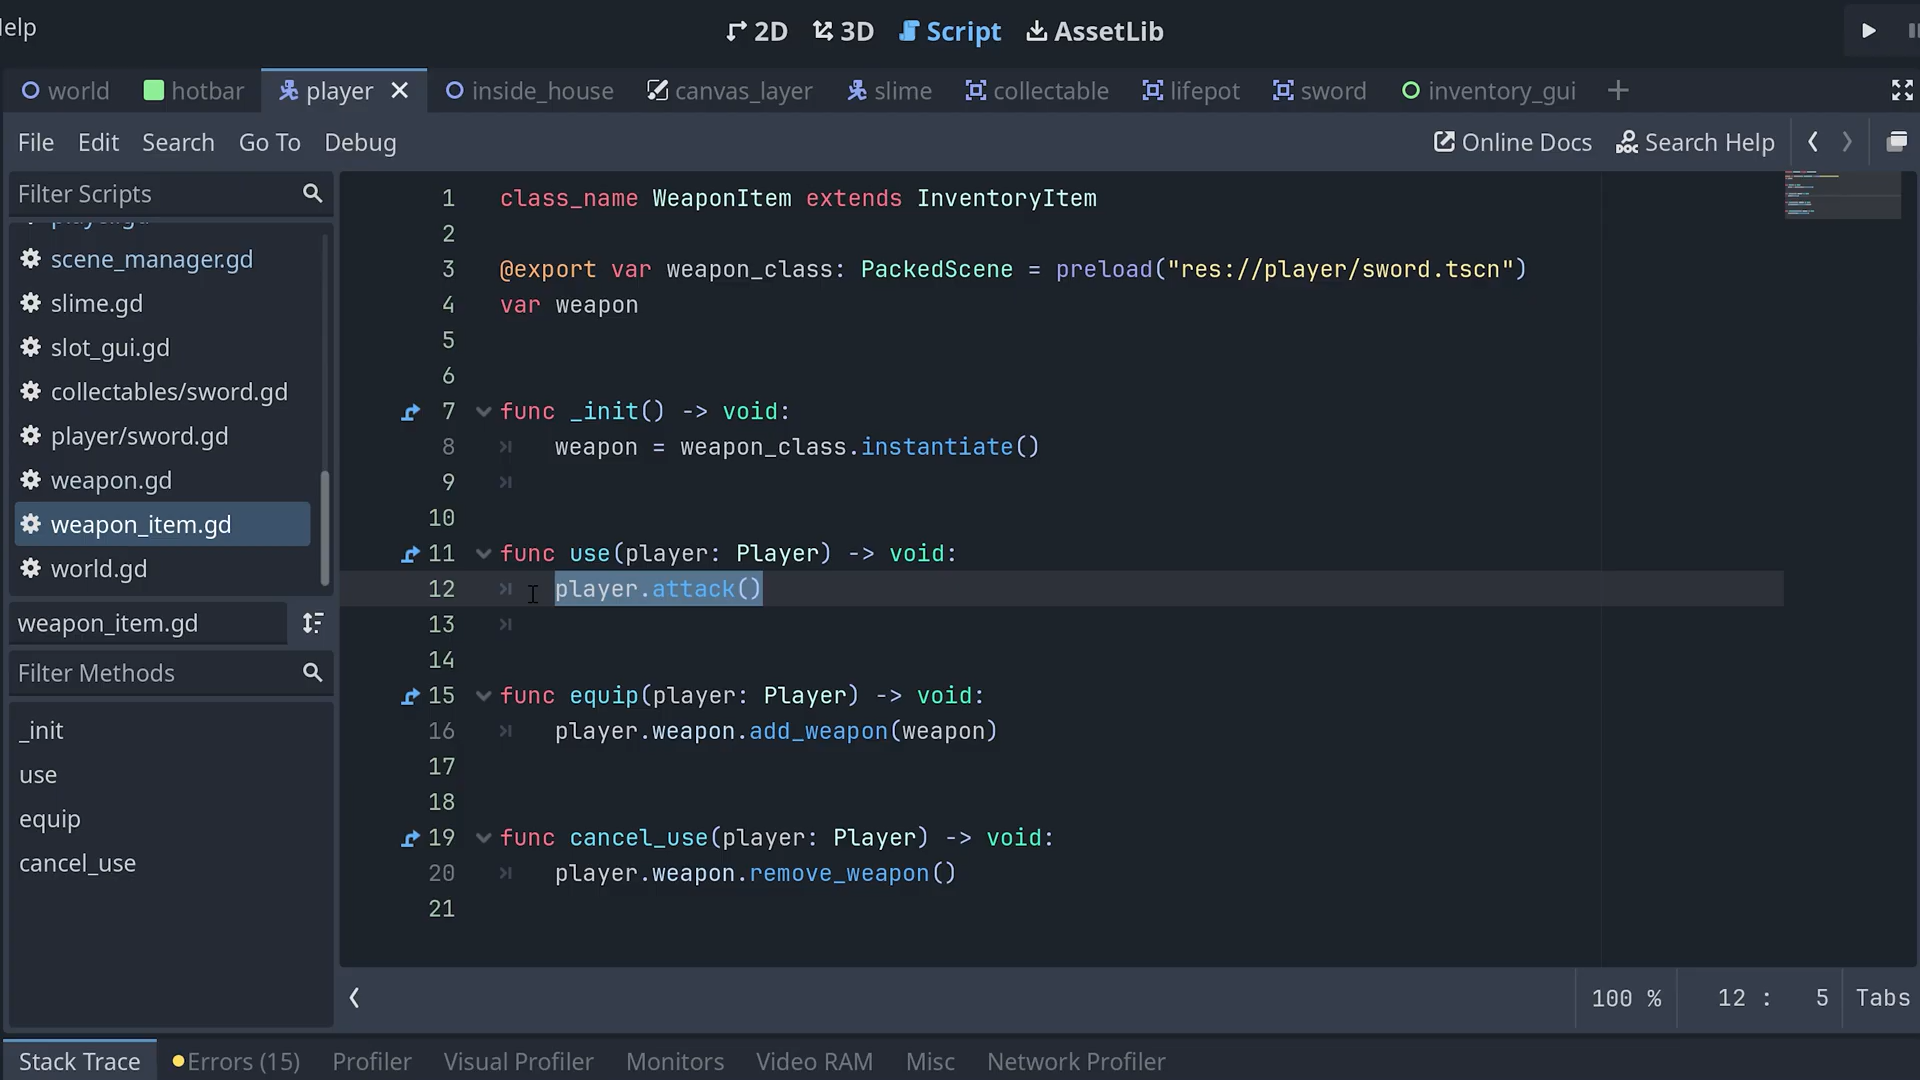 elp
2D 3D Script AssetLib
world hotbar player inside_house canvas_layer slime collectable lifepot sword inventory_gui
File Edit Search Go To Debug Online Docs Search Help
Filter Scripts
scene_manager.gd
slime.gd
slot_gui.gd
collectables/sword.gd
player/sword.gd
weapon.gd
weapon_item.gd
world.gd
weapon_item.gd
Filter Methods
_init
use
equip
cancel_use
1 class_name WeaponItem extends InventoryItem
2
3 @export var weapon_class: PackedScene = preload("res://player/sword.tscn")
4 var weapon
5
6
7 func _init() -> void:
8 weapon = weapon_class.instantiate()
9
10
11 func use(player: Player) -> void:
12 player.attack()
13
14
15 func equip(player: Player) -> void:
16 player.weapon.add_weapon(weapon)
17
18
19 func cancel_use(player: Player) -> void:
20 player.weapon.remove_weapon()
21
100 % 12 : 5 Tabs
Stack Trace Errors (15) Profiler Visual Profiler Monitors Video RAM Misc Network Profiler